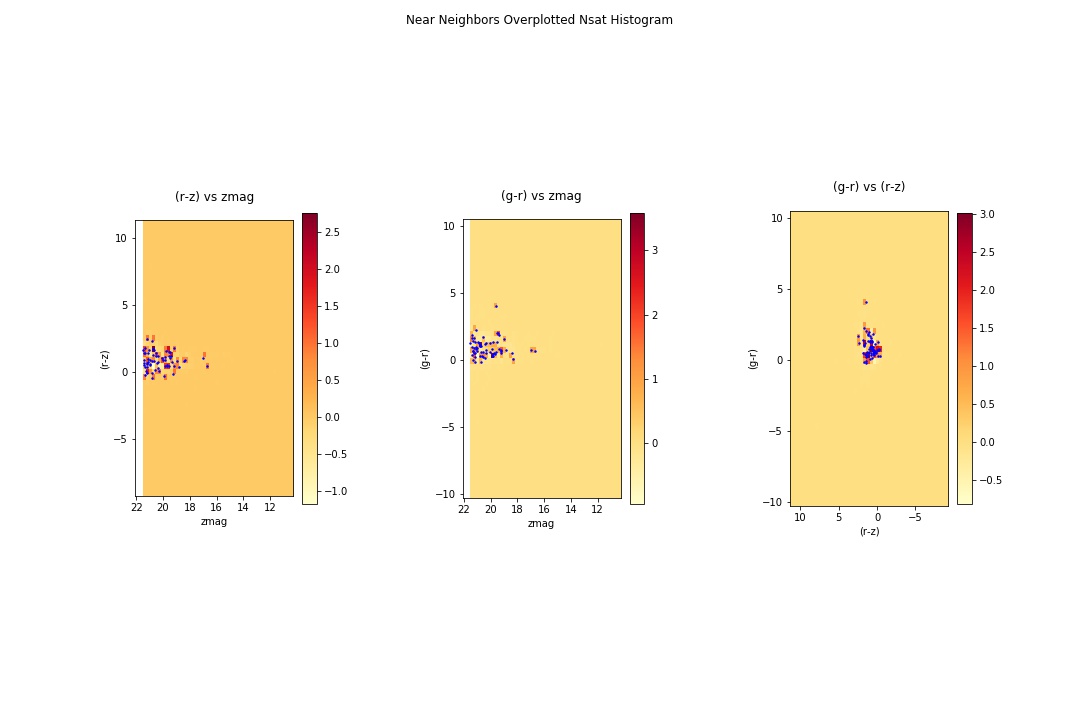 Near Neighbors Overplotted Nsat Histogram
(r-z) vs zmag
10
5
0
−5
(r-z)
22 20 18 16 14 12
zmag
2.5
2.0
1.5
1.0
0.5
0.0
−0.5
−1.0
(g-r) vs zmag
10
5
0
−5
−10
(g-r)
22 20 18 16 14 12
zmag
3
2
1
0
(g-r) vs (r-z)
10
5
0
−5
−10
(g-r)
10 5 0 −5
(r-z)
3.0
2.5
2.0
1.5
1.0
0.5
0.0
−0.5